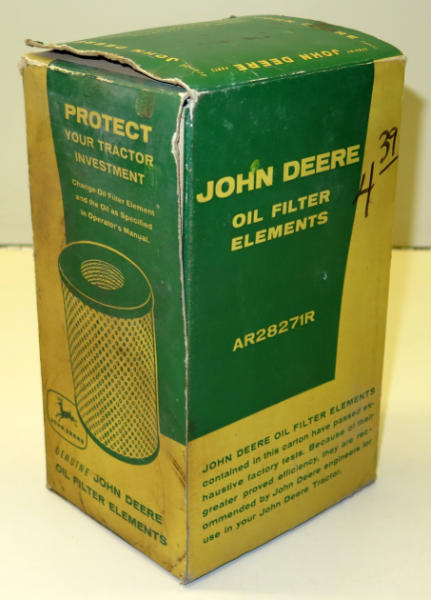 JOHN DEERE
PROTECT
YOUR TRACTOR
INVESTMENT
Change Oil Filter Element
and the Oil as Specified
in Operator's Manual.
JOHN DEERE
GENUINE JOHN DEERE
OIL FILTER ELEMENTS
JOHN DEERE
OIL FILTER
ELEMENTS
4 39
AR28271R
JOHN DEERE OIL FILTER ELEMENTS
contained in this carton have passed ex-
haustive factory tests. Because of their
greater proved efficiency, they are rec-
ommended by John Deere engineers for
use in your John Deere Tractor.